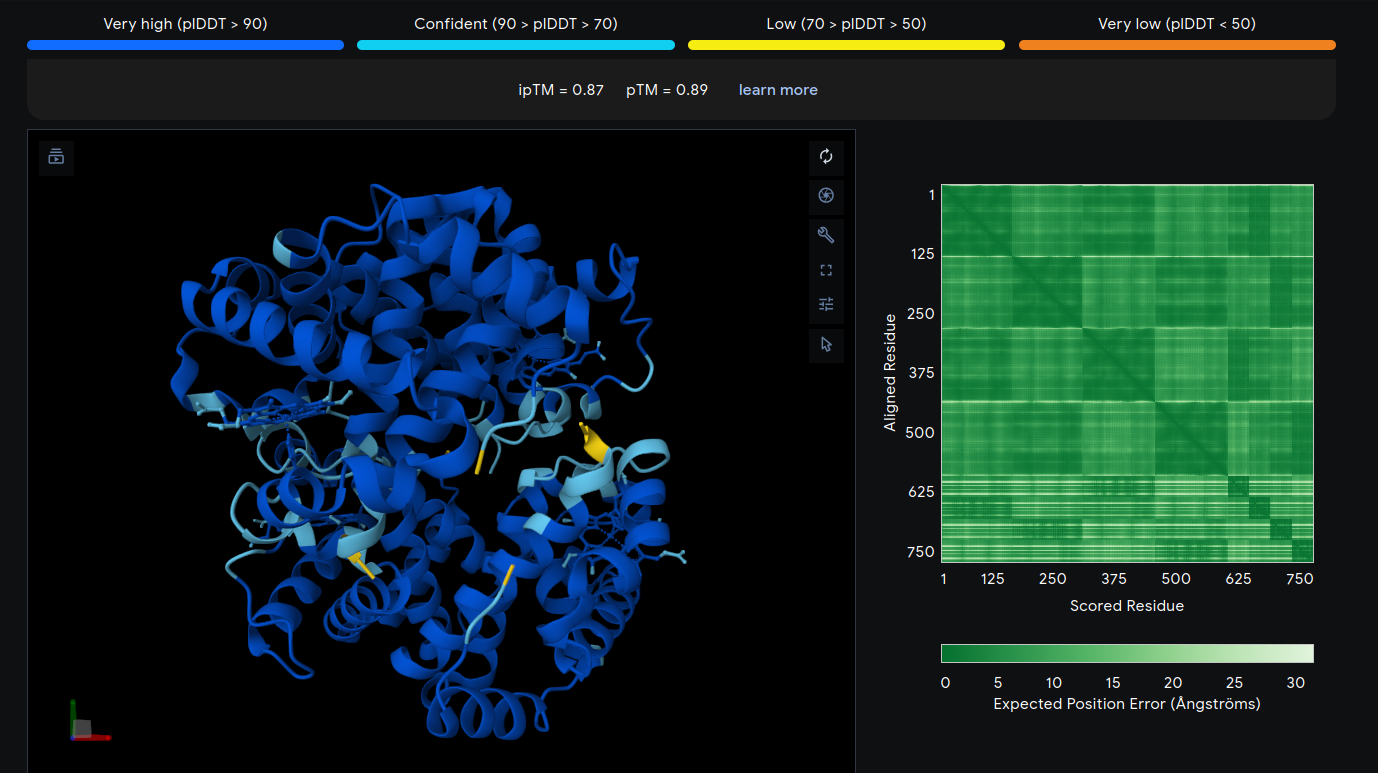 Very high (plDDT > 90) Confident (90 > plDDT > 70) Low (70 > plDDT > 50) Very low (plDDT < 50)
ipTM = 0.87 pTM = 0.89 learn more
Aligned Residue
1
125
250
375
500
625
750
1 125 250 375 500 625 750
Scored Residue
0 5 10 15 20 25 30
Expected Position Error (Ångströms)